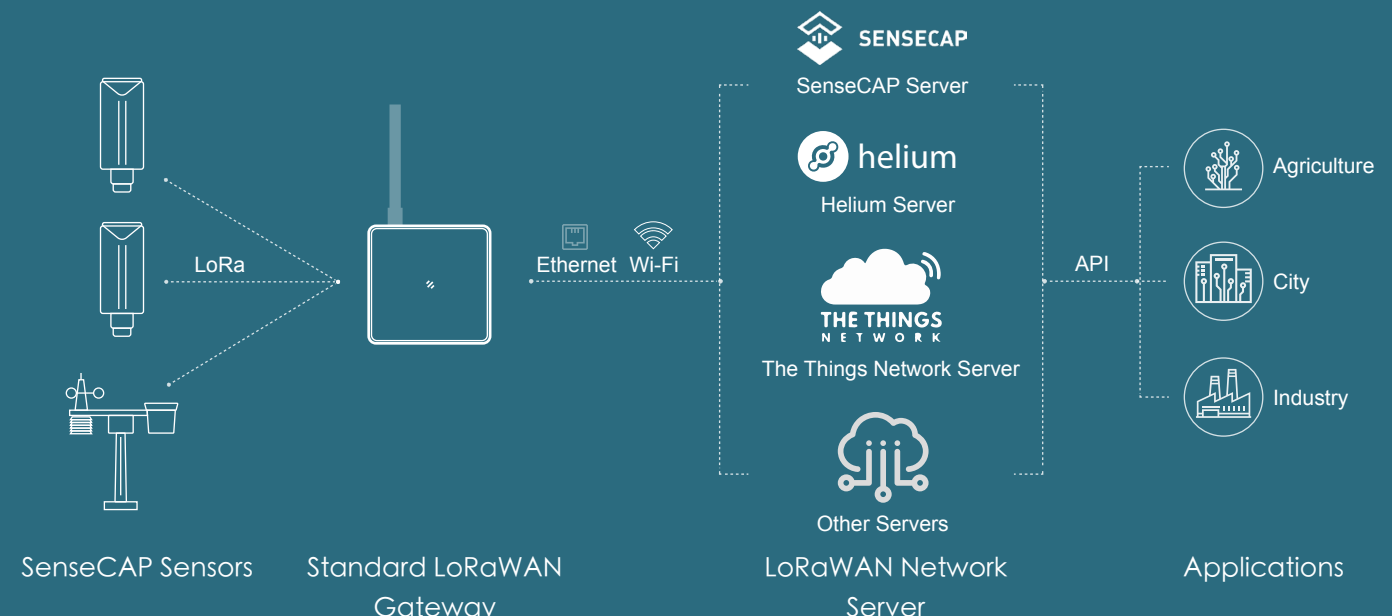 SENSECAP
SenseCAP Server
helium
Helium Server
LoRa
Ethernet Wi-Fi
THE THINGS
NETWORK
The Things Network Server
Other Servers
API
Agriculture
City
Industry
SenseCAP Sensors
Standard LoRaWAN
Gateway
LoRaWAN Network
Server
Applications